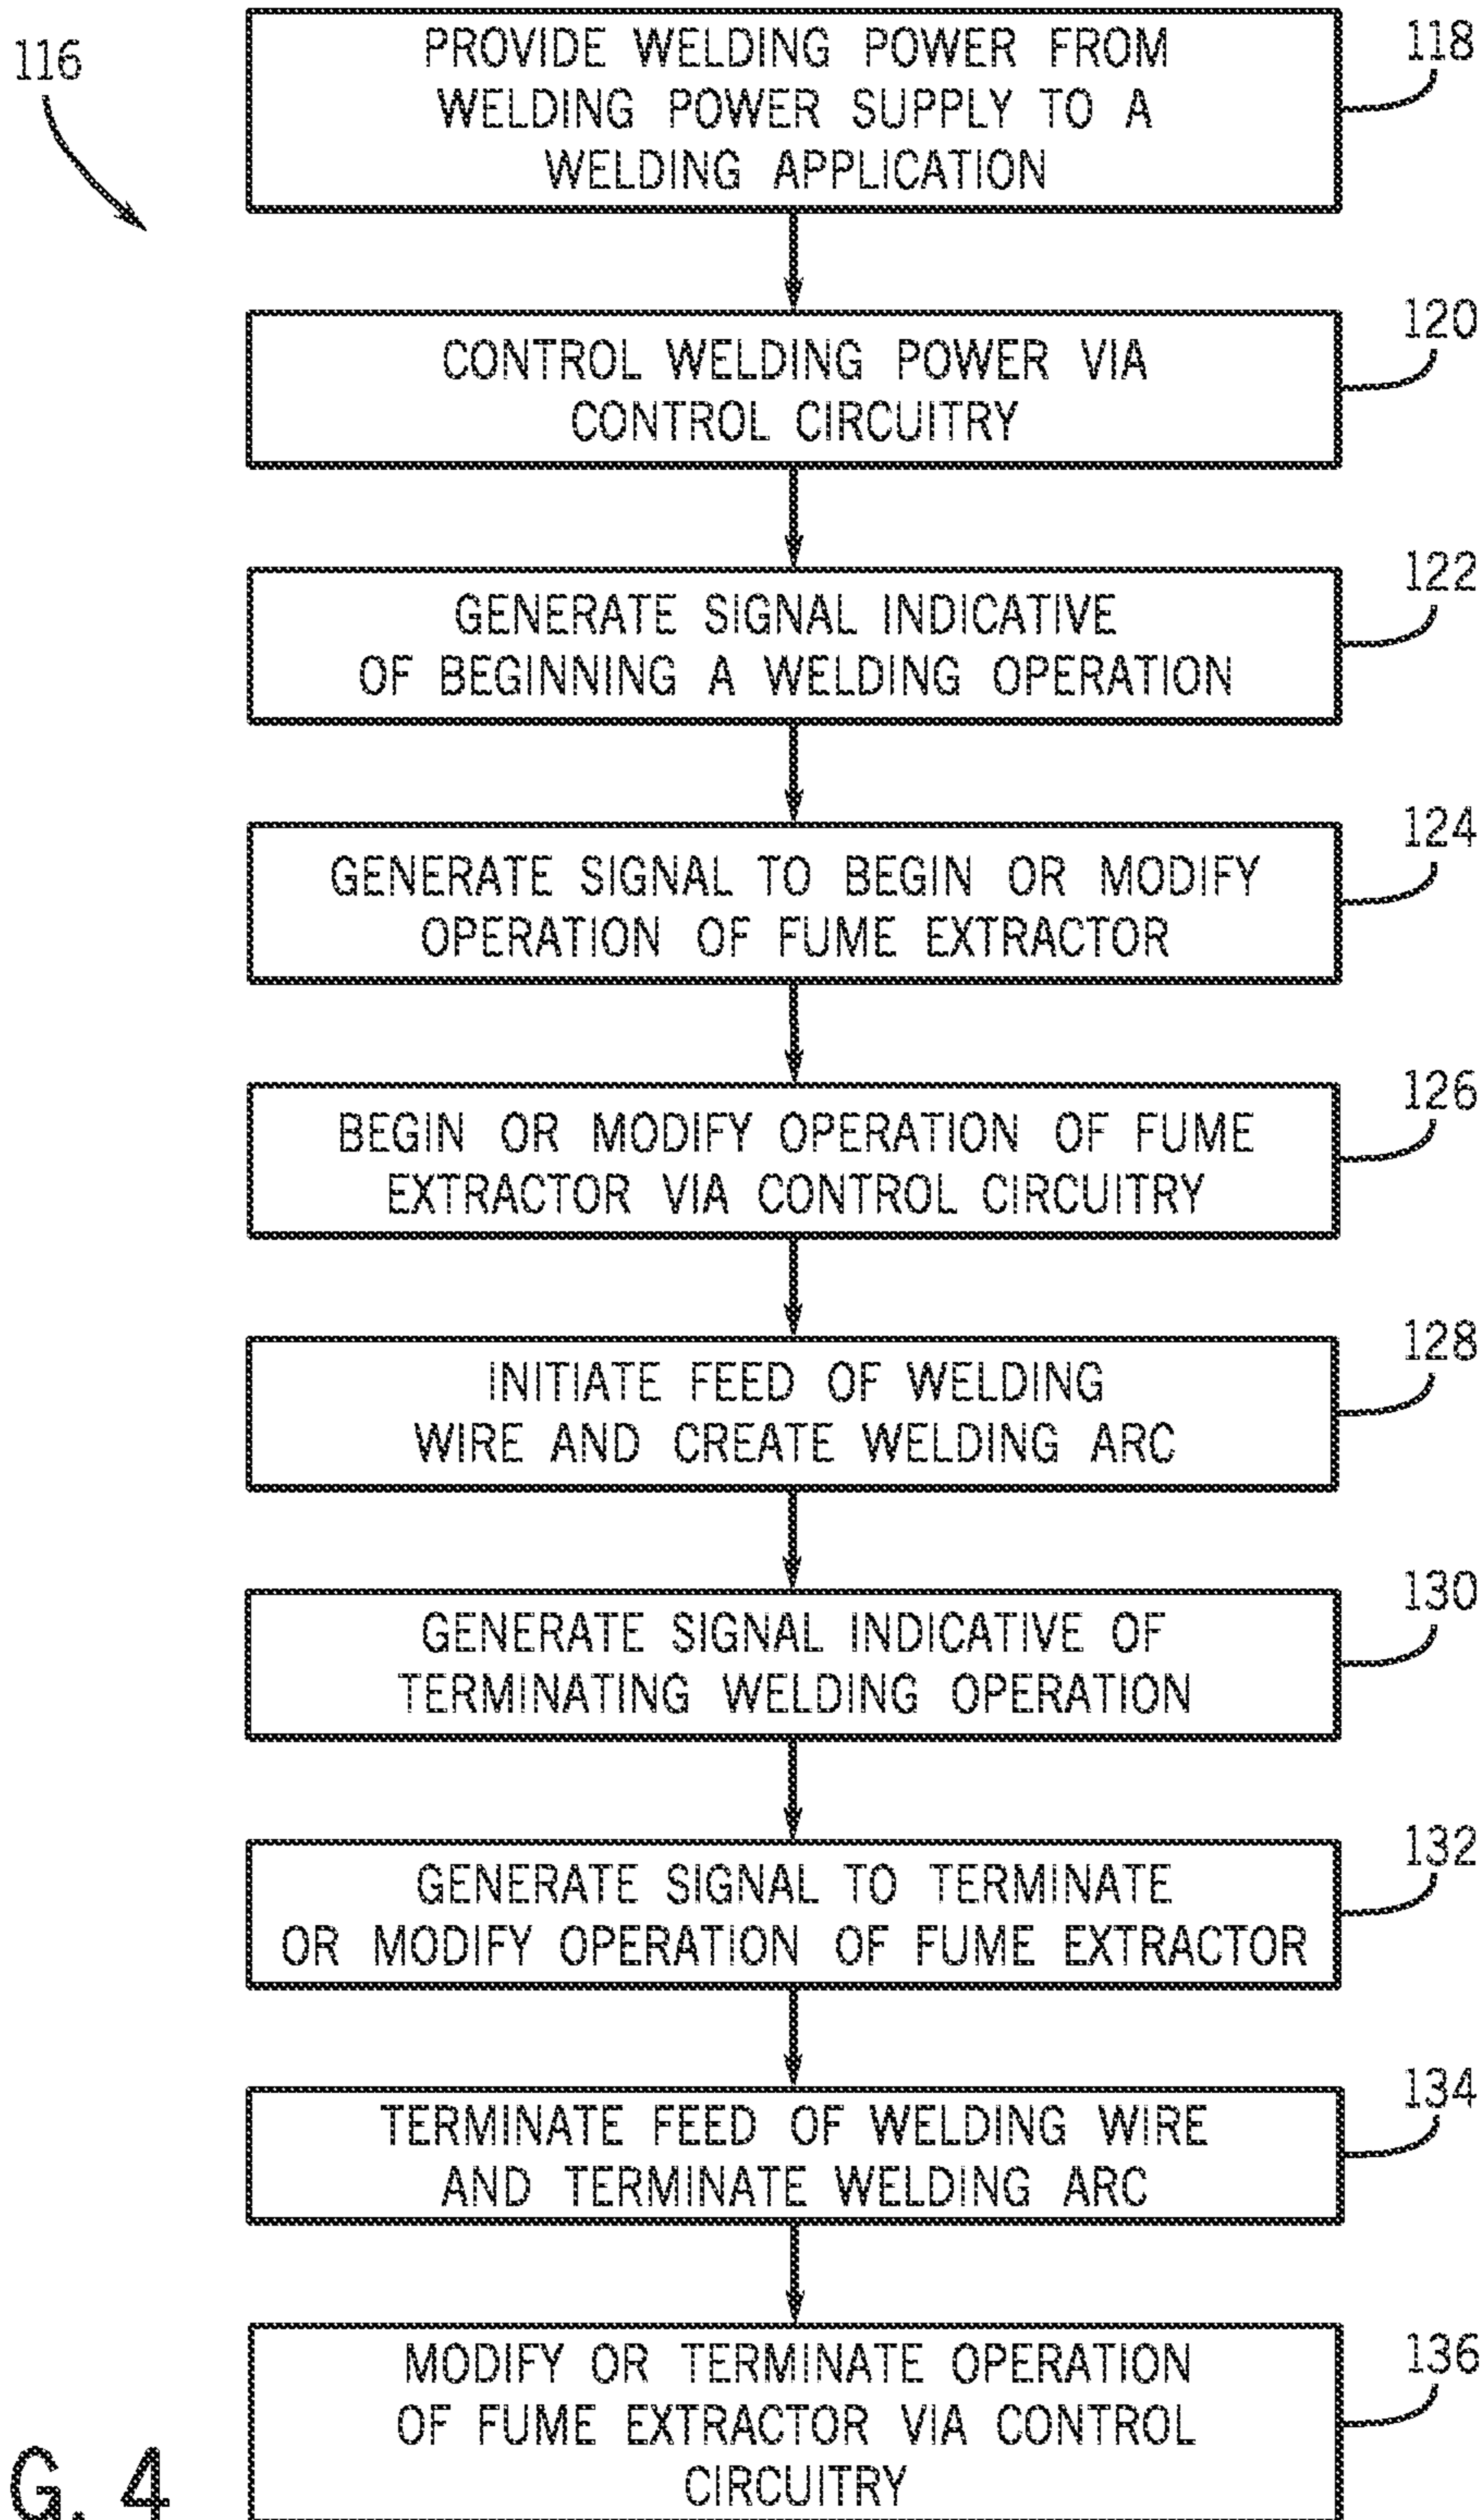 116
PROVIDE WELDING POWER FROM
WELDING POWER SUPPLY TO A
WELDING APPLICATION
118
CONTROL WELDING POWER VIA
CONTROL CIRCUITRY
120
GENERATE SIGNAL INDICATIVE
OF BEGINNING A WELDING OPERATION
122
GENERATE SIGNAL TO BEGIN OR MODIFY
OPERATION OF FUME EXTRACTOR
124
BEGIN OR MODIFY OPERATION OF FUME
EXTRACTOR VIA CONTROL CIRCUITRY
126
INITIATE FEED OF WELDING
WIRE AND CREATE WELDING ARC
128
GENERATE SIGNAL INDICATIVE OF
TERMINATING WELDING OPERATION
130
GENERATE SIGNAL TO TERMINATE
OR MODIFY OPERATION OF FUME EXTRACTOR
132
TERMINATE FEED OF WELDING WIRE
AND TERMINATE WELDING ARC
134
MODIFY OR TERMINATE OPERATION
OF FUME EXTRACTOR VIA CONTROL
CIRCUITRY
136
G. 4